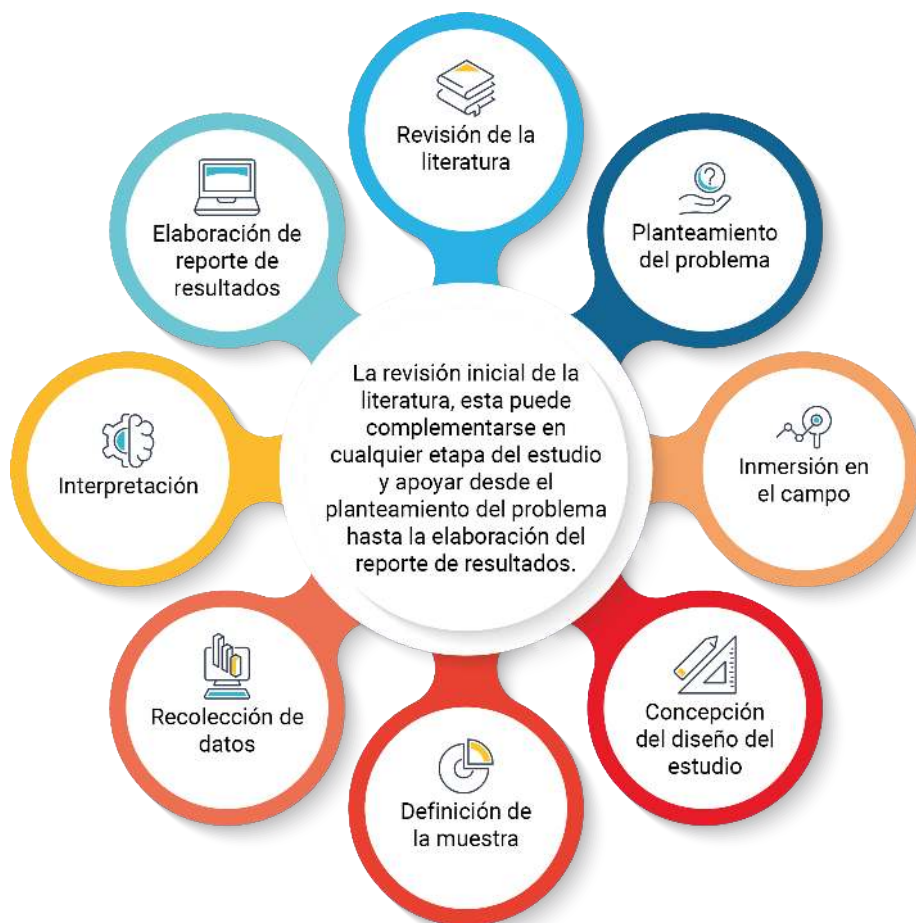 Revisión de la
literatura
Planteamiento
del problema
Inmersión en
el campo
Concepción
del diseño del
estudio
Definición de
la muestra
Recolección de
datos
Interpretación
Elaboración de
reporte de
resultados
La revisión inicial de la
literatura, esta puede
complementarse en
cualquier etapa del estudio
y apoyar desde el
planteamiento del problema
hasta la elaboración del
reporte de resultados.